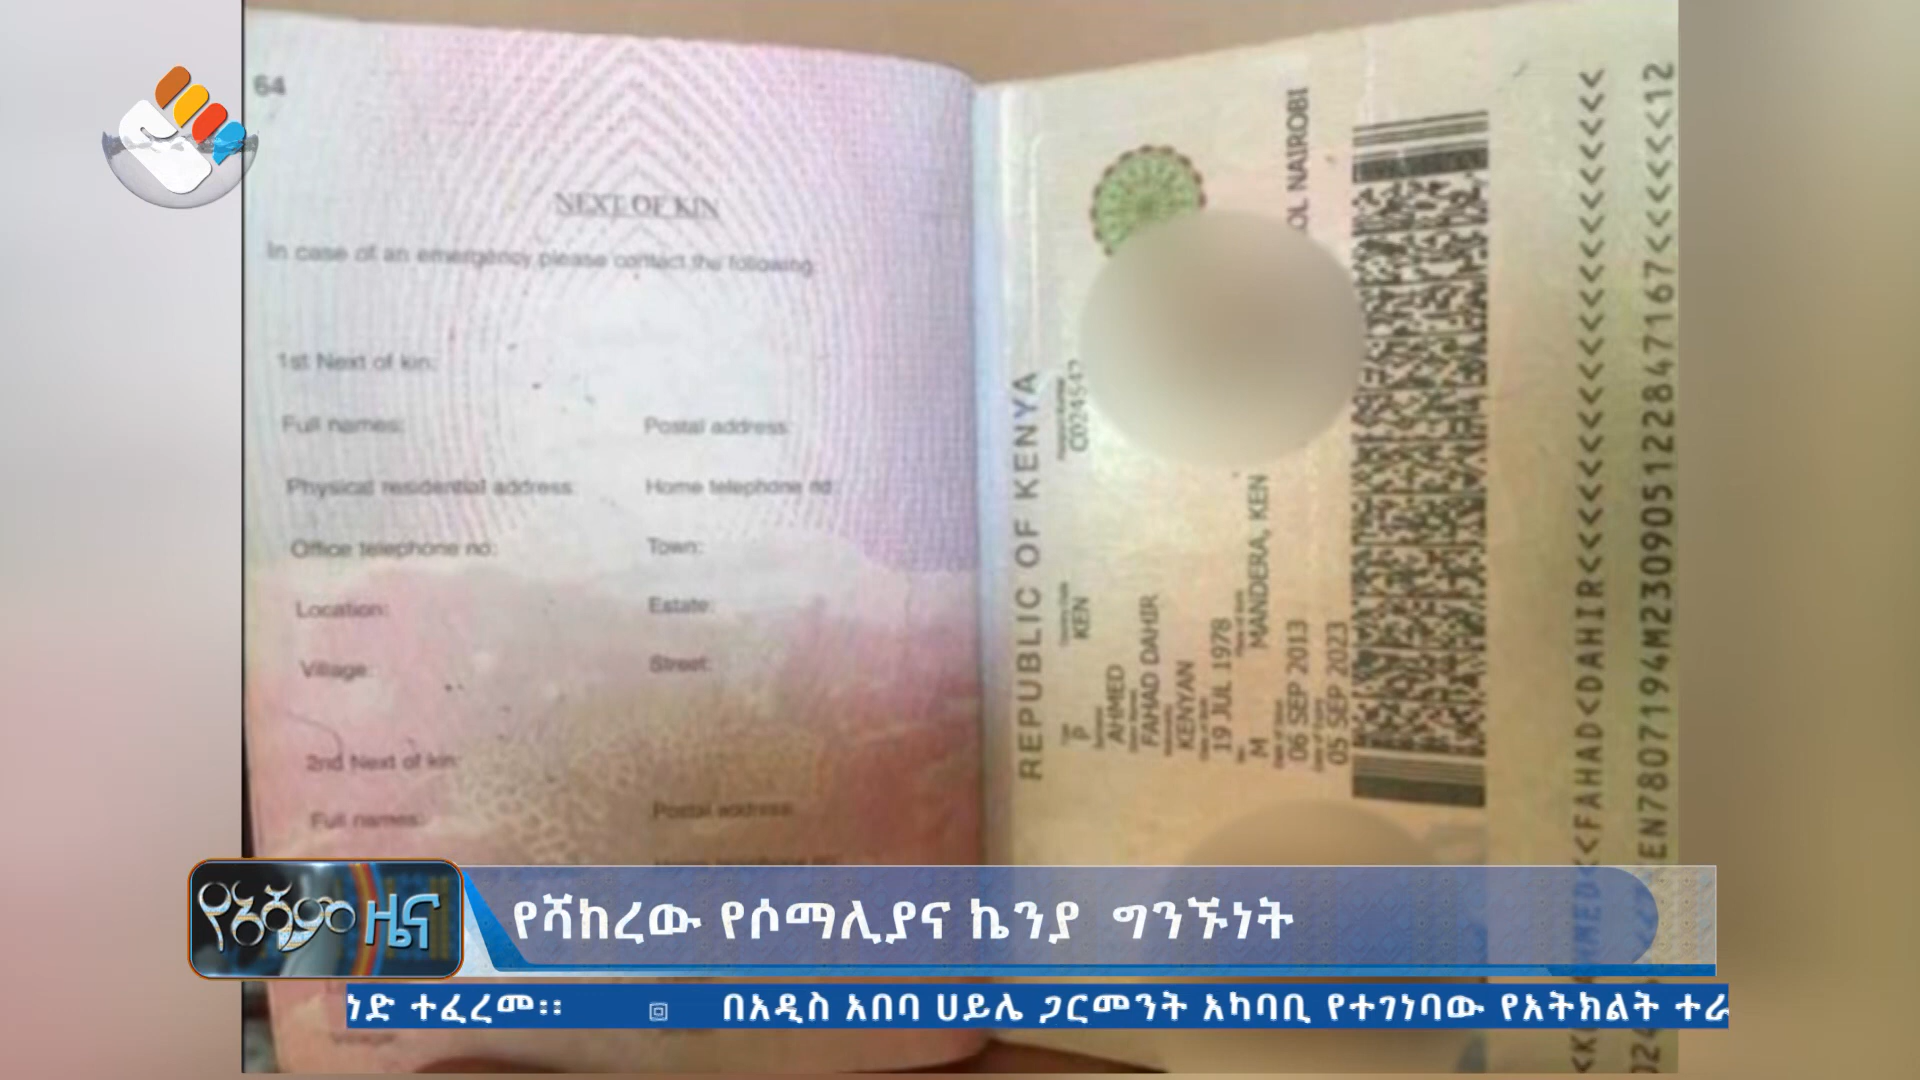 64
NEXT OF KIN
In case of an emergency please contact the following
1st Next of kin:
Full names:
Postal address:
Physical residential address:
Home telephone no:
Office telephone no:
Town:
Location:
Estate:
Village:
Street:
2nd Next of kin:
Full names:
Postal address:
Village:
REPUBLIC OF KENYA
P
KEN
AHMED
FAHAD DAHIR
KENYAN
19 JUL 1978
M
MANDERA, KEN
06 SEP 2013
05 SEP 2023
OL NAIROBI
<<FAHAD<DAHIR<<<<<<<<<<<<<<<<
EN7807194M2309051228471167<<<<<12
የኢሳም ዜና
የሻከረው የሶማሊያና ኬንያ ግንኙነት
ነድ ተፈረመ፡፡
በአዲስ አበባ ሀይሌ ጋርመንት አካባቢ የተገነባው የአትክልት ተራ